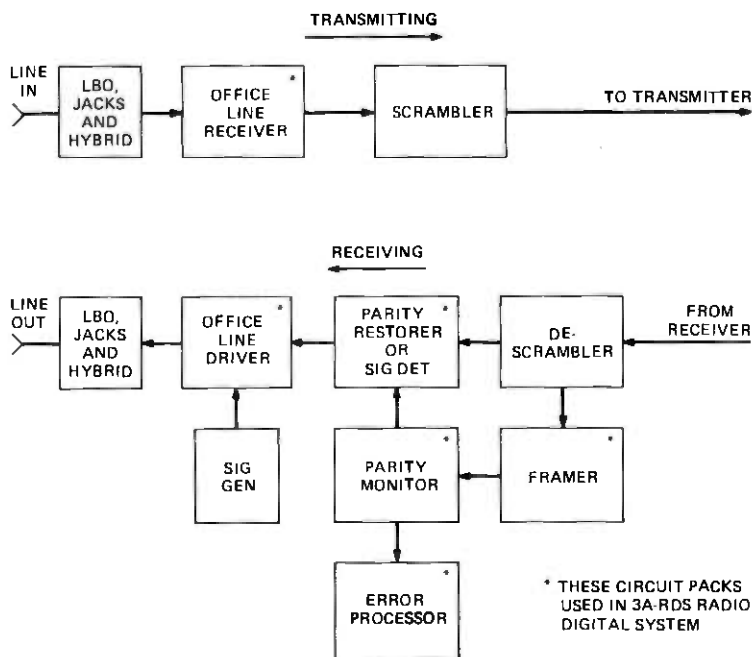 TRANSMITTING
LINE
IN
LBO,
JACKS
AND
HYBRID
OFFICE
LINE
RECEIVER
*
SCRAMBLER
TO TRANSMITTER
RECEIVING
LINE
OUT
LBO,
JACKS
AND
HYBRID
OFFICE
LINE
DRIVER
*
PARITY
RESTORER
OR
SIG DET
*
DE-
SCRAMBLER
FROM
RECEIVER
SIG
GEN
PARITY
MONITOR
*
FRAMER
*
ERROR
PROCESSOR
*
* THESE CIRCUIT PACKS
USED IN 3A-RDS RADIO
DIGITAL SYSTEM